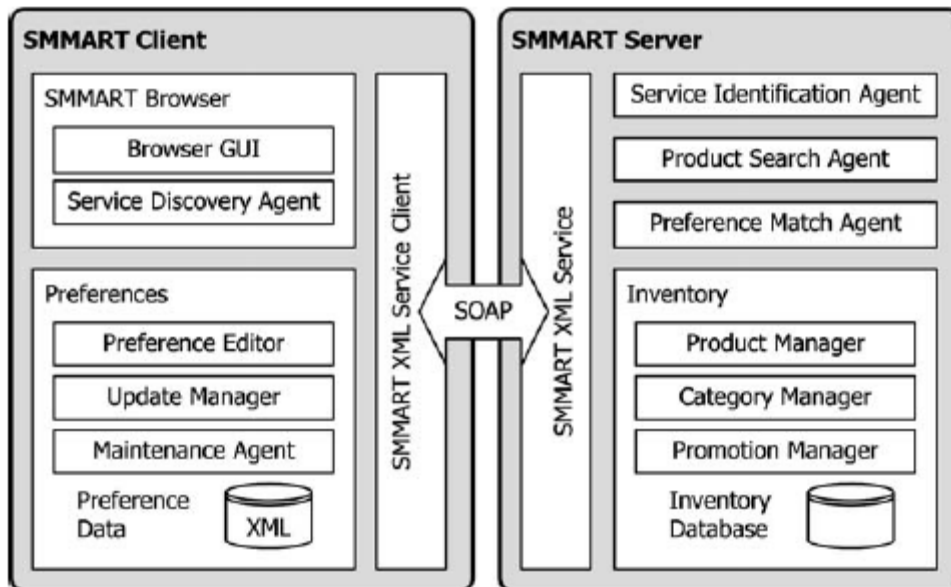 SMMART Client
SMMART Browser
Browser GUI
Service Discovery Agent
Preferences
Preference Editor
Update Manager
Maintenance Agent
Preference
Data
XML
SMMART XML Service Client
SOAP
SMMART Server
SMMART XML Service
Service Identification Agent
Product Search Agent
Preference Match Agent
Inventory
Product Manager
Category Manager
Promotion Manager
Inventory
Database